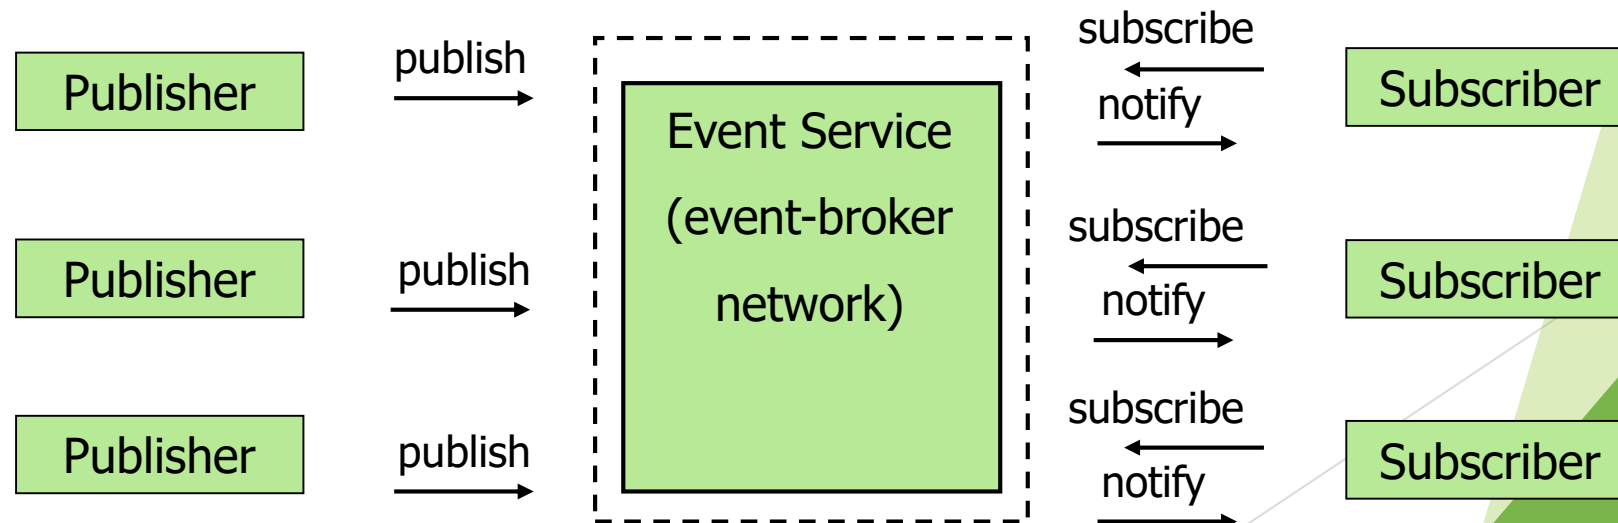 Publisher
publish
Event Service
(event-broker
network)
subscribe
notify
Subscriber
Publisher
publish
subscribe
notify
Subscriber
Publisher
publish
subscribe
notify
Subscriber